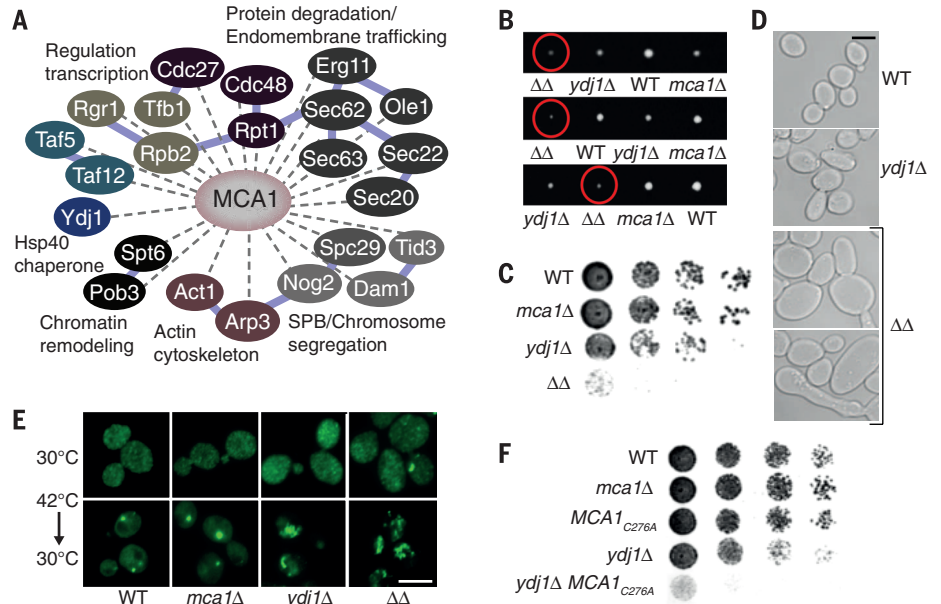 A
Protein degradation/
Endomembrane trafficking
Regulation
transcription
Cdc27
Cdc48
Erg11
Rgr1
Tfb1
Ole1
Rpt1
Sec62
Taf5
Rpb2
Sec63
Sec22
Taf12
MCA1
Sec20
Ydj1
Hsp40
chaperone
Spt6
Spc29
Tid3
Pob3
Act1
Nog2
Dam1
Arp3
Chromatin
remodeling
Actin
cytoskeleton
SPB/Chromosome
segregation
B
ΔΔ ydj1Δ WT mca1Δ
ΔΔ WT ydj1Δ mca1Δ
ydj1Δ ΔΔ mca1Δ WT
C
WT
mca1Δ
ydj1Δ
ΔΔ
D
WT
ydj1Δ
ΔΔ
E
30°C
42°C
30°C
WT mca1Δ ydj1Δ ΔΔ
F
WT
mca1Δ
MCA1C276A
ydj1Δ
ydj1Δ MCA1C276A